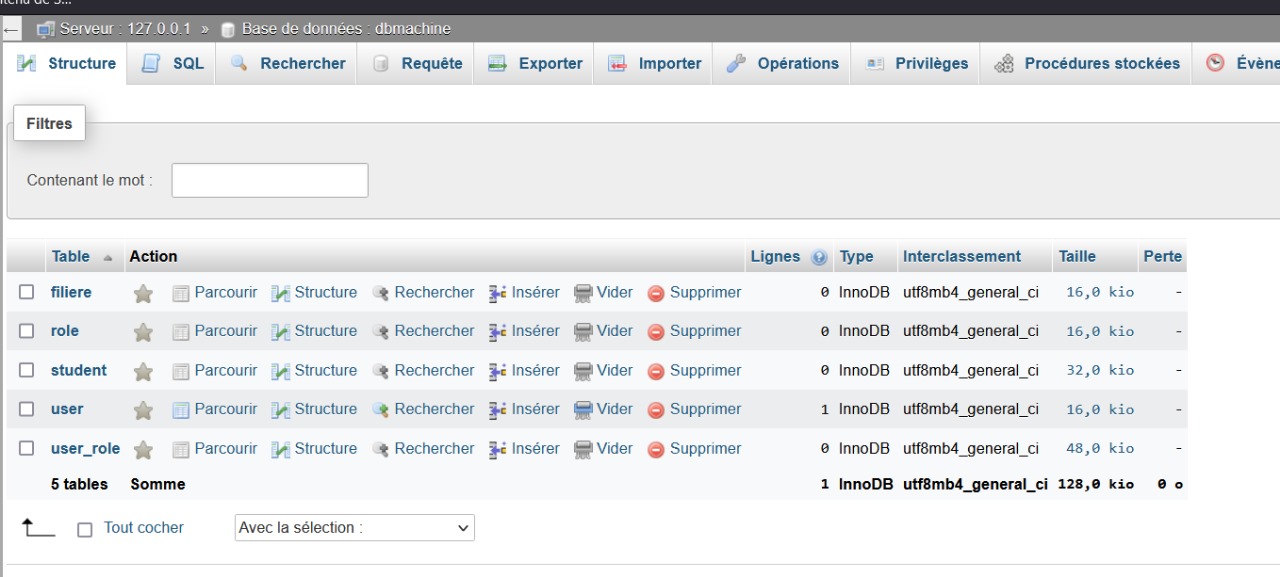 Serveur : 127.0.0.1 » Base de données : dbmachine
Structure SQL Rechercher Requête Exporter Importer Opérations Privilèges Procédures stockées Évène
Filtres
Contenant le mot :
Table Action Lignes Type Interclassement Taille Perte
filiere Parcourir Structure Rechercher Insérer Vider Supprimer 0 InnoDB utf8mb4_general_ci 16,0 kio -
role Parcourir Structure Rechercher Insérer Vider Supprimer 0 InnoDB utf8mb4_general_ci 16,0 kio -
student Parcourir Structure Rechercher Insérer Vider Supprimer 0 InnoDB utf8mb4_general_ci 32,0 kio -
user Parcourir Structure Rechercher Insérer Vider Supprimer 1 InnoDB utf8mb4_general_ci 16,0 kio -
user_role Parcourir Structure Rechercher Insérer Vider Supprimer 0 InnoDB utf8mb4_general_ci 48,0 kio -
5 tables Somme 1 InnoDB utf8mb4_general_ci 128,0 kio 0 o
Tout cocher Avec la sélection :